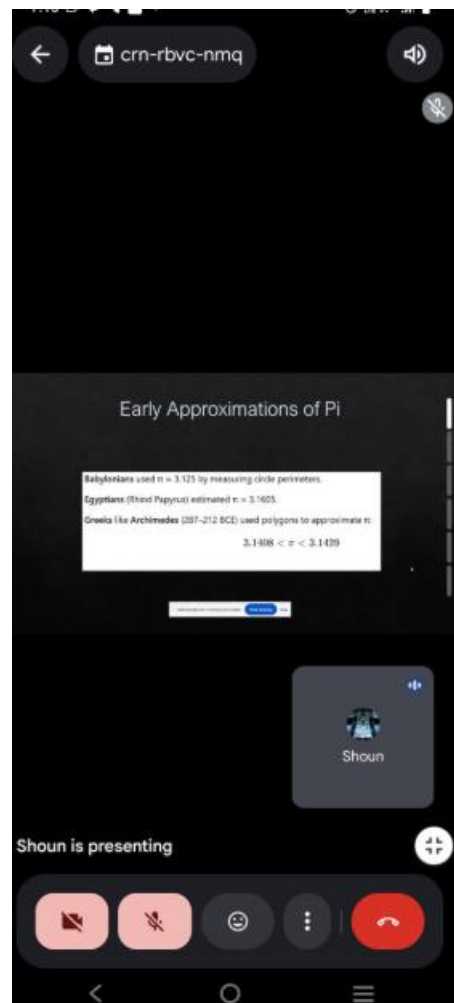 crn-rbvc-nmq
Early Approximations of Pi
Babylonians used π = 3.125 by measuring circle perimeters.
Egyptians (Rhind Papyrus) estimated π = 3.1605.
Greeks like Archimedes (287–212 BCE) used polygons to approximate π:
3.1408 < π < 3.1429
Shoun
Shoun is presenting